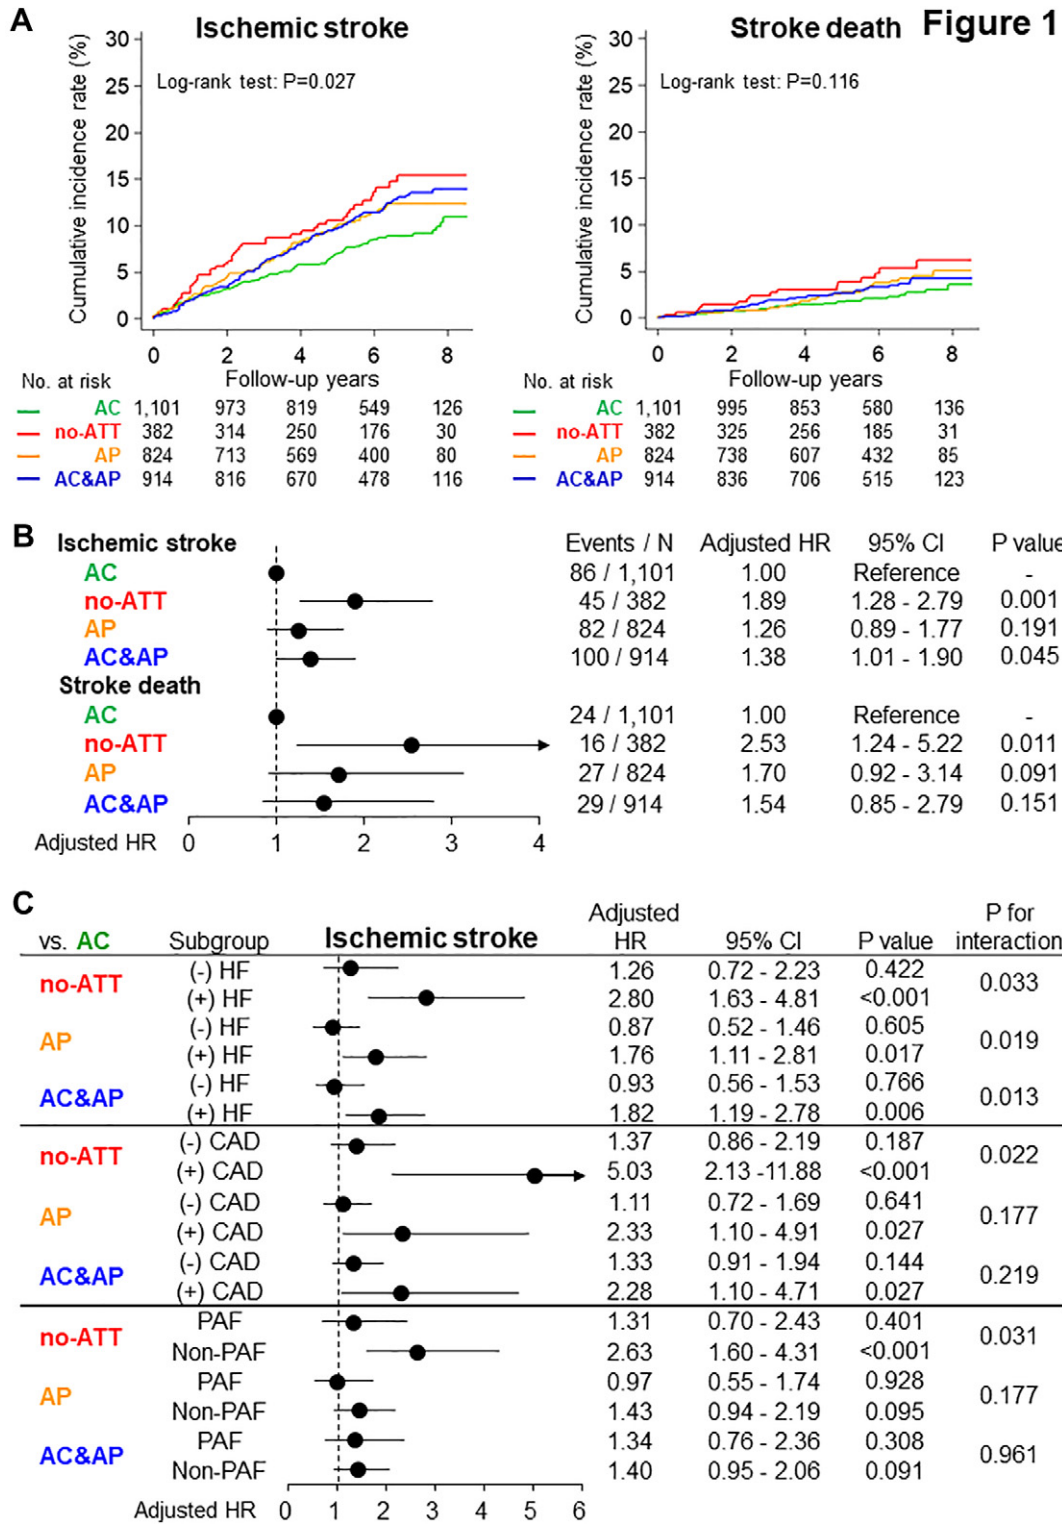 A Ischemic stroke Stroke death Figure 1
Cumulative incidence rate (%)
30
25
20
15
10
5
0
Log-rank test: P=0.027
0 2 4 6 8
No. at risk Follow-up years
AC 1,101 973 819 549 126
no-ATT 382 314 250 176 30
AP 824 713 569 400 80
AC&AP 914 816 670 478 116
Cumulative incidence rate (%)
30
25
20
15
10
5
0
Log-rank test: P=0.116
0 2 4 6 8
No. at risk Follow-up years
AC 1,101 995 853 580 136
no-ATT 382 325 256 185 31
AP 824 738 607 432 85
AC&AP 914 836 706 515 123
B
Ischemic stroke Events / N Adjusted HR 95% CI P value
AC 86 / 1,101 1.00 Reference -
no-ATT 45 / 382 1.89 1.28 - 2.79 0.001
AP 82 / 824 1.26 0.89 - 1.77 0.191
AC&AP 100 / 914 1.38 1.01 - 1.90 0.045
Stroke death
AC 24 / 1,101 1.00 Reference -
no-ATT 16 / 382 2.53 1.24 - 5.22 0.011
AP 27 / 824 1.70 0.92 - 3.14 0.091
AC&AP 29 / 914 1.54 0.85 - 2.79 0.151
Adjusted HR 0 1 2 3 4
C
vs. AC Subgroup Ischemic stroke Adjusted HR 95% CI P value P for interaction
no-ATT (-) HF 1.26 0.72 - 2.23 0.422 0.033
(+) HF 2.80 1.63 - 4.81 <0.001
AP (-) HF 0.87 0.52 - 1.46 0.605 0.019
(+) HF 1.76 1.11 - 2.81 0.017
AC&AP (-) HF 0.93 0.56 - 1.53 0.766 0.013
(+) HF 1.82 1.19 - 2.78 0.006
no-ATT (-) CAD 1.37 0.86 - 2.19 0.187 0.022
(+) CAD 5.03 2.13 -11.88 <0.001
AP (-) CAD 1.11 0.72 - 1.69 0.641 0.177
(+) CAD 2.33 1.10 - 4.91 0.027
AC&AP (-) CAD 1.33 0.91 - 1.94 0.144 0.219
(+) CAD 2.28 1.10 - 4.71 0.027
no-ATT PAF 1.31 0.70 - 2.43 0.401 0.031
Non-PAF 2.63 1.60 - 4.31 <0.001
AP PAF 0.97 0.55 - 1.74 0.928 0.177
Non-PAF 1.43 0.94 - 2.19 0.095
AC&AP PAF 1.34 0.76 - 2.36 0.308 0.961
Non-PAF 1.40 0.95 - 2.06 0.091
Adjusted HR 0 1 2 3 4 5 6